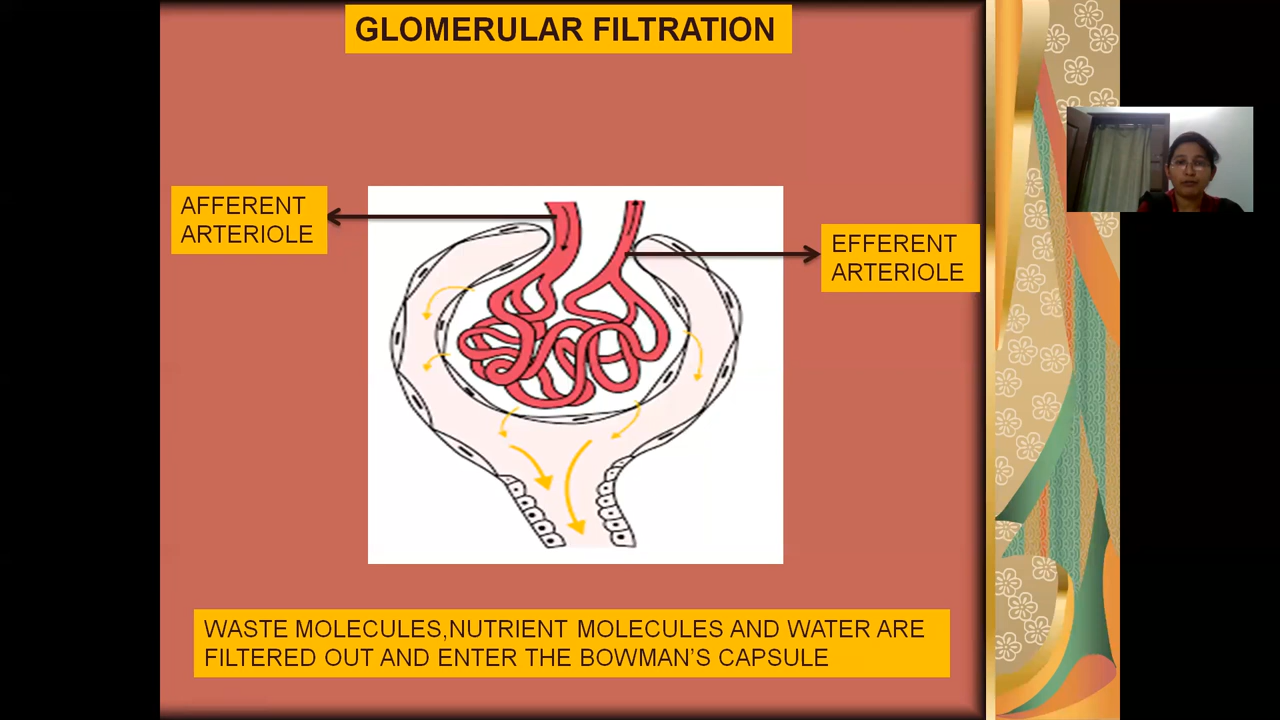 GLOMERULAR FILTRATION
AFFERENT
ARTERIOLE
EFFERENT
ARTERIOLE
WASTE MOLECULES,NUTRIENT MOLECULES AND WATER ARE
FILTERED OUT AND ENTER THE BOWMAN'S CAPSULE